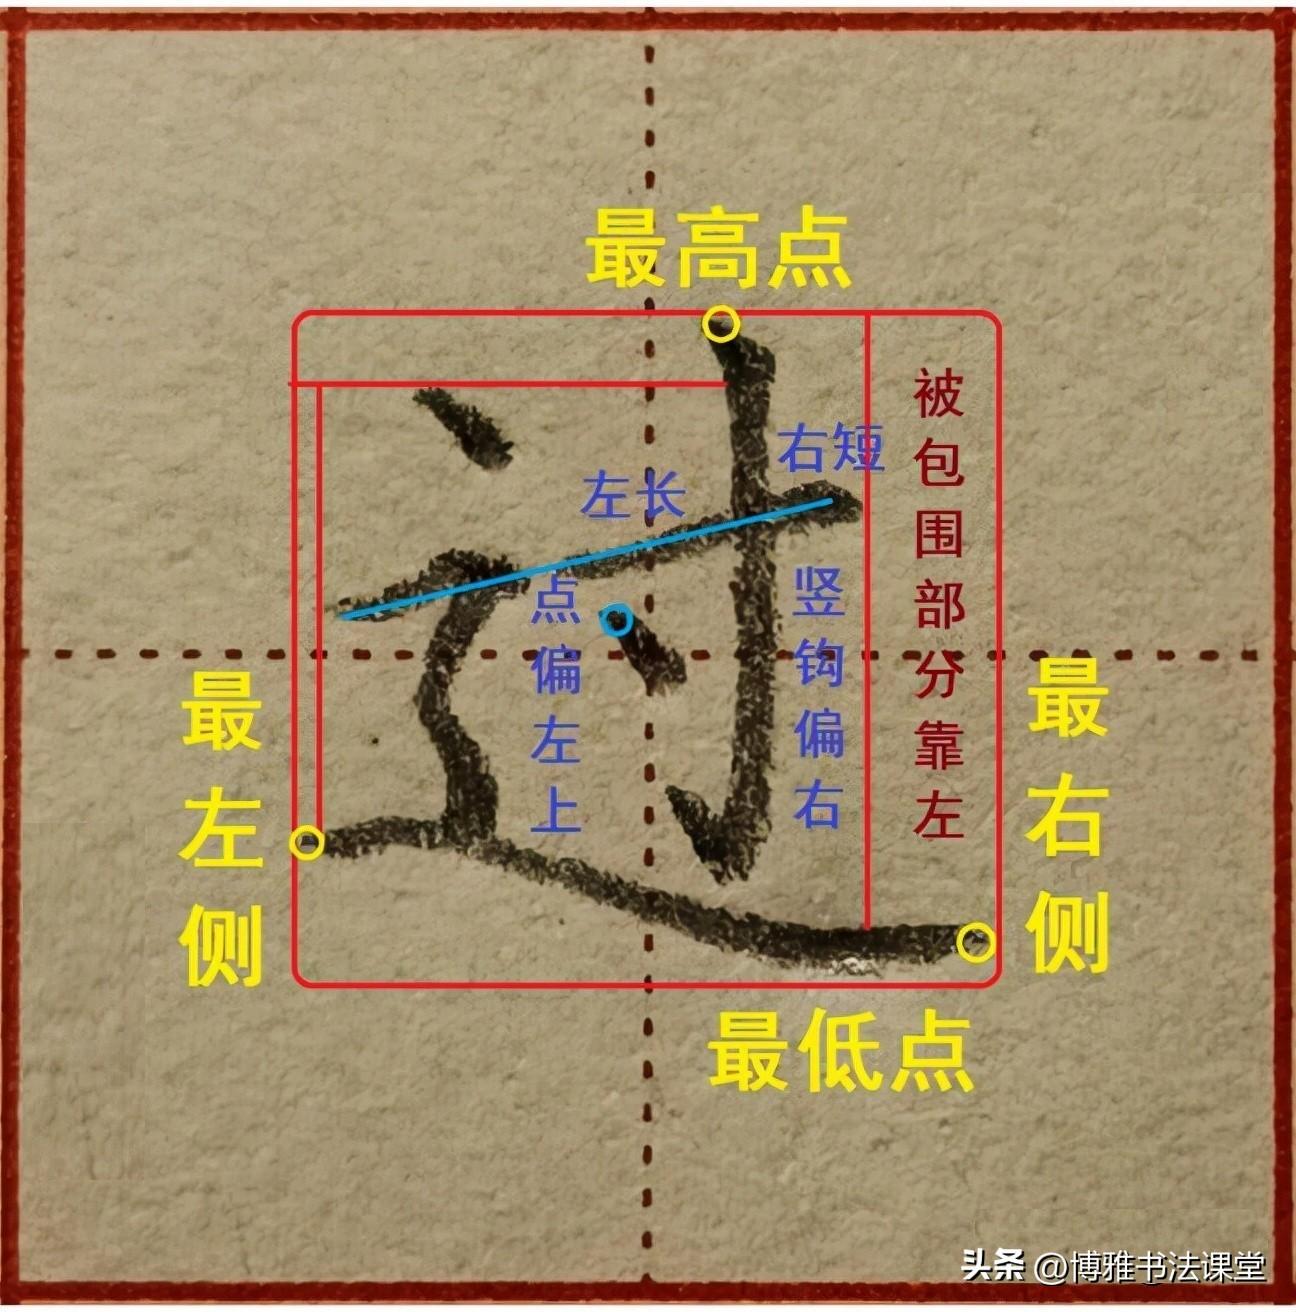 最高点
过
右短
左长
点偏左上
竖钩偏右
被包围部分靠左
最左侧
最右侧
最低点
头条 @博雅书法课堂